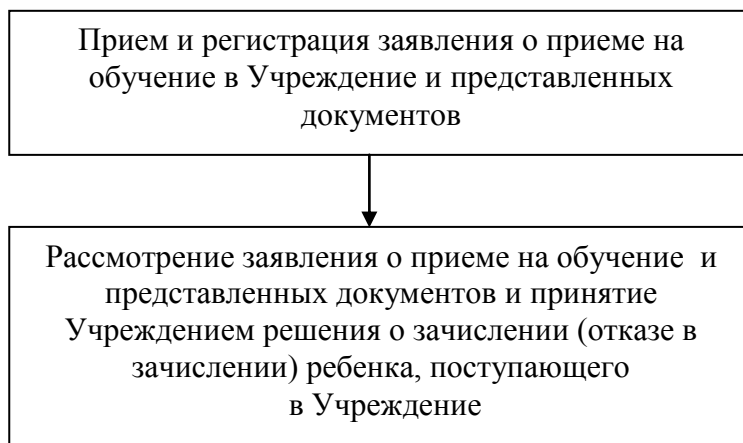 Прием и регистрация заявления о приеме на
обучение в Учреждение и представленных
документов
Рассмотрение заявления о приеме на обучение  и
представленных документов и принятие
Учреждением решения о зачислении (отказе в
зачислении) ребенка, поступающего
в Учреждение